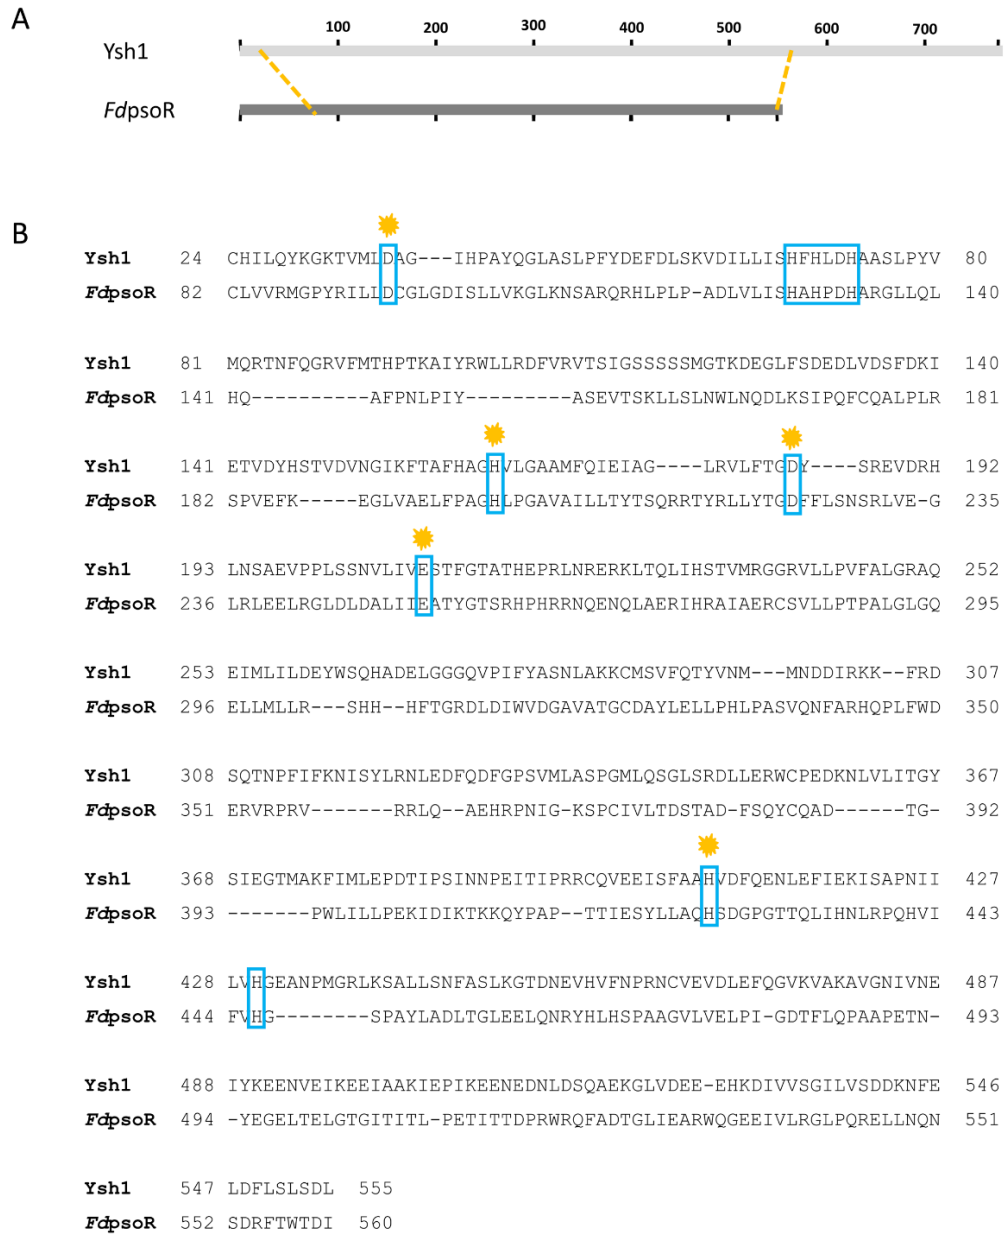 A
100 200 300 400 500 600 700
Ysh1
FdpsoR
B
Ysh1 24 CHILQYKGKTVMLDAG---IHPAYQGLASLPFYDEFDLSKVDILLISHFHLDHAASLPYV 80
FdpsoR 82 CLVVRMGPYRILLDCGLGDISLLVKGLKNSARQRHLPLP-ADLVLISHAHPDHARGLLQL 140
Ysh1 81 MQRTNFQGRVFMTHPTKAIYRWLLRDFVRVTSIGSSSSSMGTKDEGLFSDEDLVDSFDKI 140
FdpsoR 141 HQ----------AFPNLPIY---------ASEVTSKLLSLNWLNQDLKSIPQFCQALPLR 181
Ysh1 141 ETVDYHSTVDVNGIKFTAFHAGHVLGAAMFQIEIAG----LRVLFTGDY----SREVDRH 192
FdpsoR 182 SPVEFK-----EGLVAELFPAGHLPGAVAILLTYTSQRRTYRLLYTGDFFLSNSRLVE-G 235
Ysh1 193 LNSAEVPPLSSNVLIVESTFGTATHEPRLNRERKLTQLIHSTVMRGGRVLLPVFALGRAQ 252
FdpsoR 236 LRLEELRGLDLDALILEATYGTSRHPHRRNQENQLAERIHRAIAERCSVLLPTPALGLGQ 295
Ysh1 253 EIMLILDEYWSQHADELGGGQVPIFYASNLAKKCMSVFQTYVNM---MNDDIRKK--FRD 307
FdpsoR 296 ELLMLLR---SHH--HFTGRDLDIWVDGAVATGCDAYLELLPHLPASVQNFARHQPLFWD 350
Ysh1 308 SQTNPFIFKNISYLRNLEDFQDFGPSVMLASPGMLQSGLSRDLLERWCPEDKNLVLITGY 367
FdpsoR 351 ERVRPRV-------RRLQ--AEHRPNIG-KSPCIVLTDSTAD-FSQYCQAD------TG- 392
Ysh1 368 SIEGTMAKFIMLEPDTIPSINNPEITIPRRCQVEEISFAAHVDFQENLEFIEKISAPNII 427
FdpsoR 393 -------PWLILLPEKIDIKTKKQYPAP--TTIESYLLAQHSDGPGTTQLIHNLRPQHVI 443
Ysh1 428 LVHGEANPMGRLKSALLSNFASLKGTDNEVHVFNPRNCVEVDLEFQGVKVAKAVGNIVNE 487
FdpsoR 444 FVHG--------SPAYLADLTGLEELQNRYHLHSPAAGVLVELPI-GDTFLQPAAPETN- 493
Ysh1 488 IYKEENVEIKEEIAAKIEPIKEENEDNLDSQAEKGLVDEE-EHKDIVVSGILVSDDKNFE 546
FdpsoR 494 -YEGELTELGTGITITL-PETITTDPRWRQFADTGLIEARWQGEEIVLRGLPQRELLNQN 551
Ysh1 547 LDFLSLSDL 555
FdpsoR 552 SDRFTWTDI 560